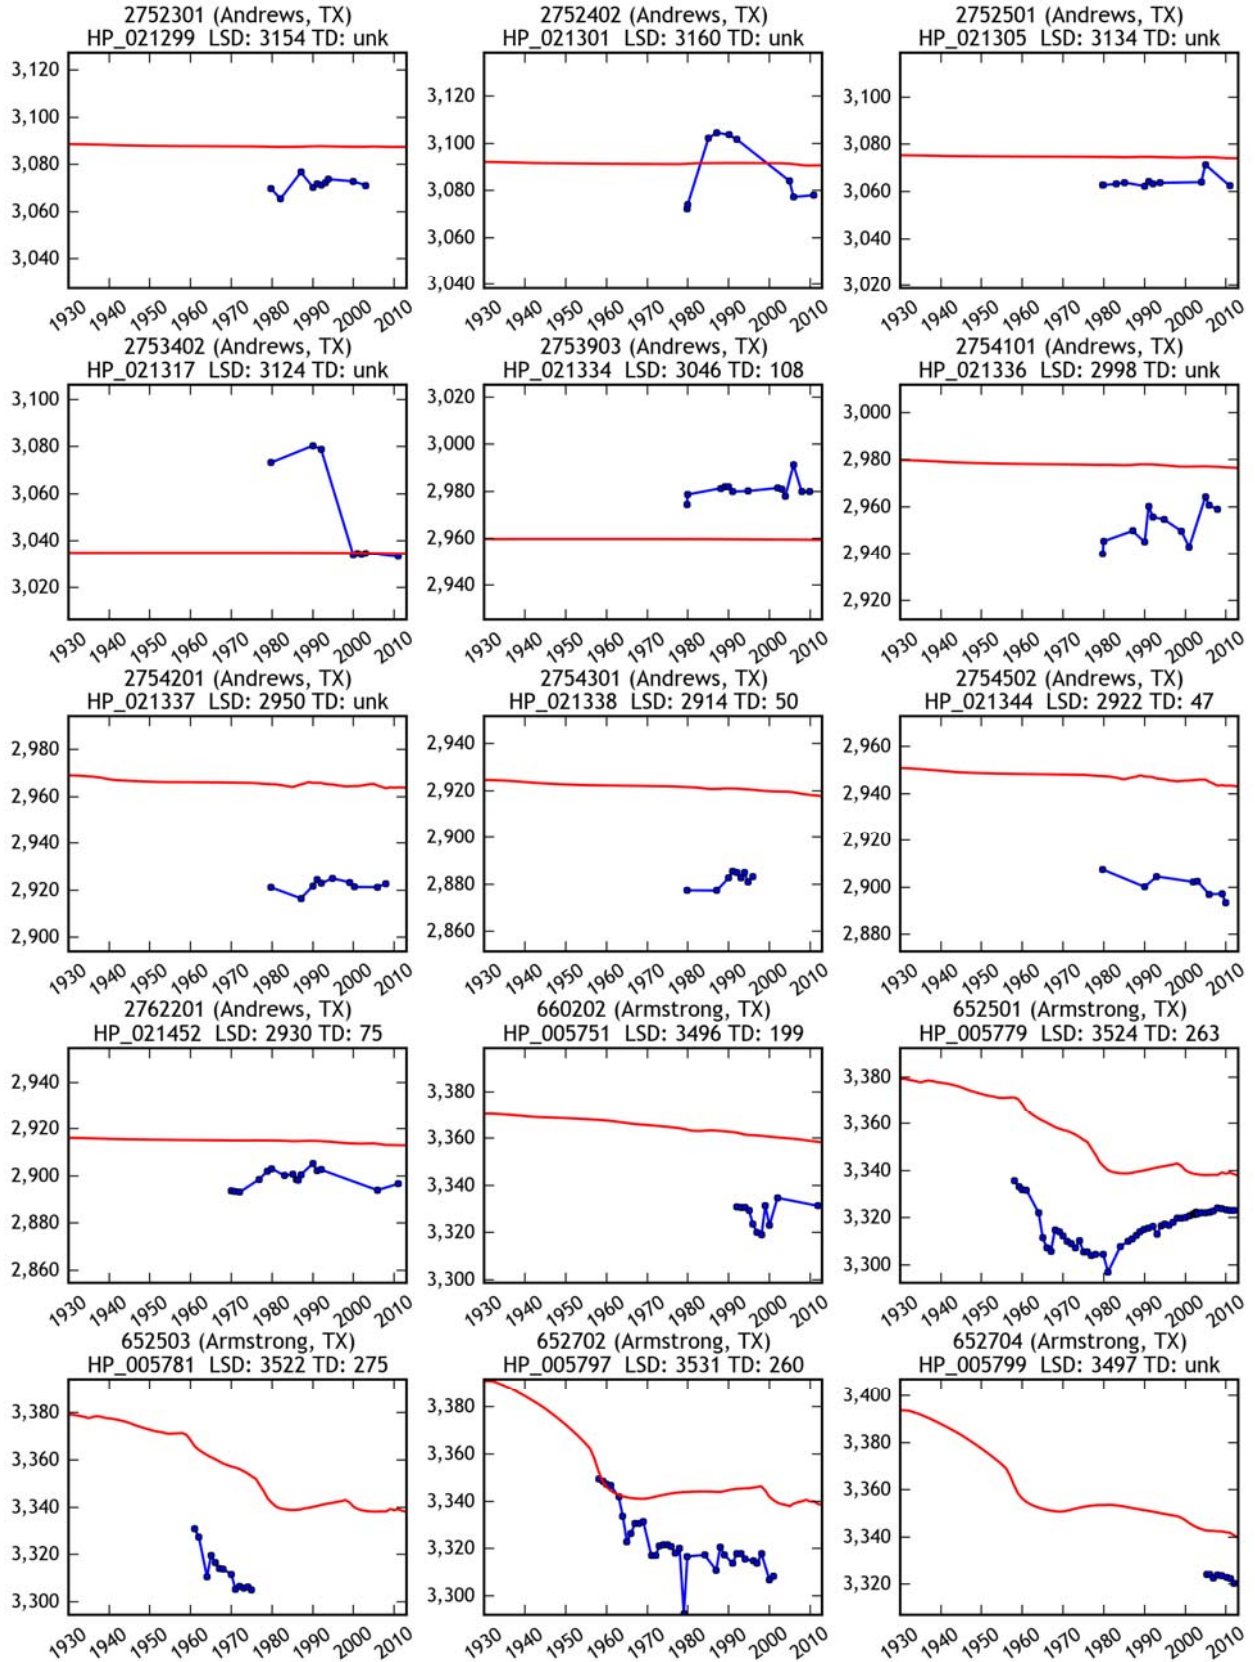 2752301 (Andrews, TX)
HP_021299 LSD: 3154 TD: unk
3,120
3,100
3,080
3,060
3,040
1930 1940 1950 1960 1970 1980 1990 2000 2010
2752402 (Andrews, TX)
HP_021301 LSD: 3160 TD: unk
3,120
3,100
3,080
3,060
3,040
1930 1940 1950 1960 1970 1980 1990 2000 2010
2752501 (Andrews, TX)
HP_021305 LSD: 3134 TD: unk
3,100
3,080
3,060
3,040
3,020
1930 1940 1950 1960 1970 1980 1990 2000 2010
2753402 (Andrews, TX)
HP_021317 LSD: 3124 TD: unk
3,100
3,080
3,060
3,040
3,020
1930 1940 1950 1960 1970 1980 1990 2000 2010
2753903 (Andrews, TX)
HP_021334 LSD: 3046 TD: 108
3,020
3,000
2,980
2,960
2,940
1930 1940 1950 1960 1970 1980 1990 2000 2010
2754101 (Andrews, TX)
HP_021336 LSD: 2998 TD: unk
3,000
2,980
2,960
2,940
2,920
1930 1940 1950 1960 1970 1980 1990 2000 2010
2754201 (Andrews, TX)
HP_021337 LSD: 2950 TD: unk
2,980
2,960
2,940
2,920
2,900
1930 1940 1950 1960 1970 1980 1990 2000 2010
2754301 (Andrews, TX)
HP_021338 LSD: 2914 TD: 50
2,940
2,920
2,900
2,880
2,860
1930 1940 1950 1960 1970 1980 1990 2000 2010
2754502 (Andrews, TX)
HP_021344 LSD: 2922 TD: 47
2,960
2,940
2,920
2,900
2,880
1930 1940 1950 1960 1970 1980 1990 2000 2010
2762201 (Andrews, TX)
HP_021452 LSD: 2930 TD: 75
2,940
2,920
2,900
2,880
2,860
1930 1940 1950 1960 1970 1980 1990 2000 2010
660202 (Armstrong, TX)
HP_005751 LSD: 3496 TD: 199
3,380
3,360
3,340
3,320
3,300
1930 1940 1950 1960 1970 1980 1990 2000 2010
652501 (Armstrong, TX)
HP_005779 LSD: 3524 TD: 263
3,380
3,360
3,340
3,320
3,300
1930 1940 1950 1960 1970 1980 1990 2000 2010
652503 (Armstrong, TX)
HP_005781 LSD: 3522 TD: 275
3,380
3,360
3,340
3,320
3,300
1930 1940 1950 1960 1970 1980 1990 2000 2010
652702 (Armstrong, TX)
HP_005797 LSD: 3531 TD: 260
3,380
3,360
3,340
3,320
3,300
1930 1940 1950 1960 1970 1980 1990 2000 2010
652704 (Armstrong, TX)
HP_005799 LSD: 3497 TD: unk
3,400
3,380
3,360
3,340
3,320
1930 1940 1950 1960 1970 1980 1990 2000 2010